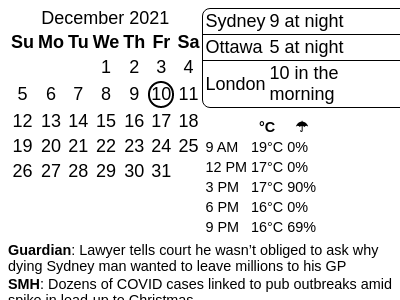 December 2021
Su Mo Tu We Th Fr Sa
1 2 3 4
5 6 7 8 9 10 11
12 13 14 15 16 17 18
19 20 21 22 23 24 25
26 27 28 29 30 31
Sydney 9 at night
Ottawa 5 at night
London 10 in the
morning
°C ☂
9 AM 19°C 0%
12 PM 17°C 0%
3 PM 17°C 90%
6 PM 16°C 0%
9 PM 16°C 69%
Guardian: Lawyer tells court he wasn’t obliged to ask why
dying Sydney man wanted to leave millions to his GP
SMH: Dozens of COVID cases linked to pub outbreaks amid
spike in lead-up to Christmas